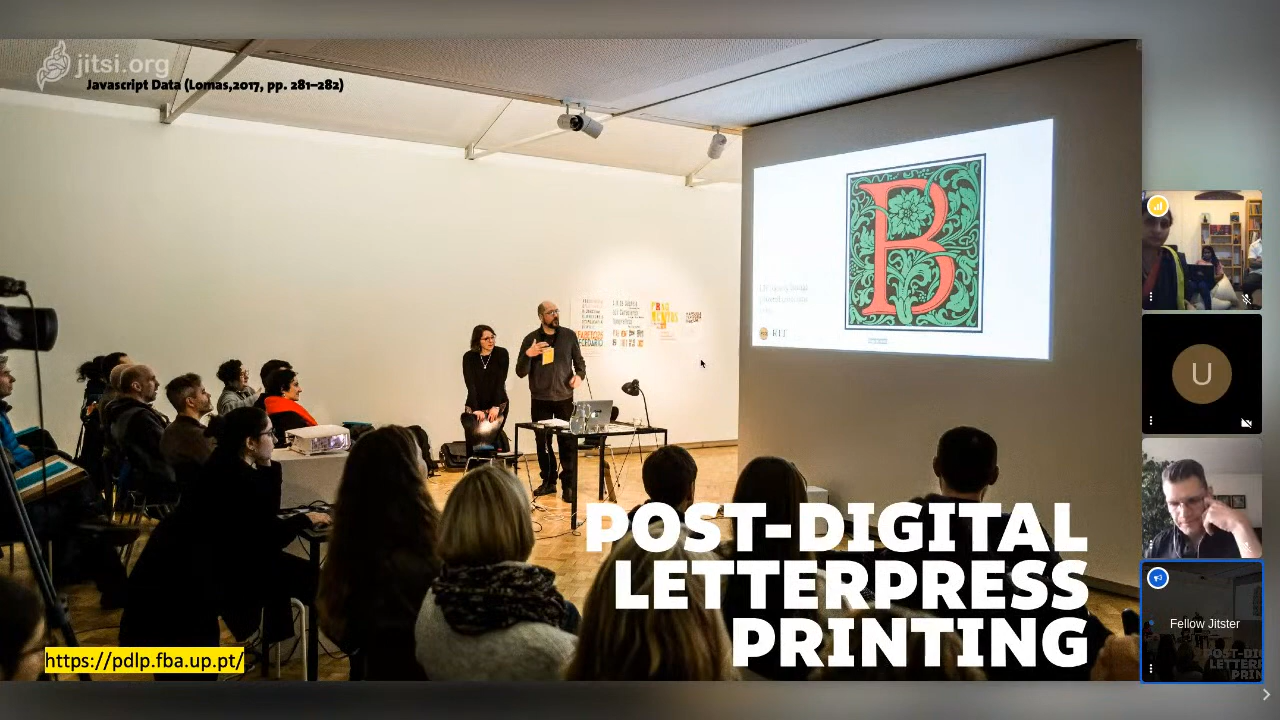 jitsi.org
Javascript Data (Lomas,2017, pp. 281–282)
B
RIT
U
POST-DIGITAL
LETTERPRESS
PRINTING
Fellow Jitster
https://pdlp.fba.up.pt/